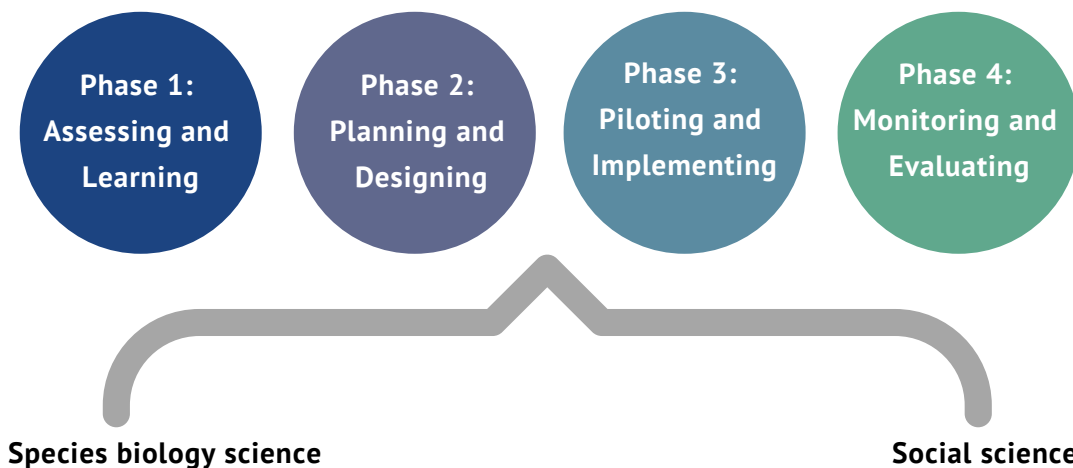 Phase 1:
Assessing and
Learning
Phase 2:
Planning and
Designing
Phase 3:
Piloting and
Implementing
Phase 4:
Monitoring and
Evaluating
Species biology science
Social science